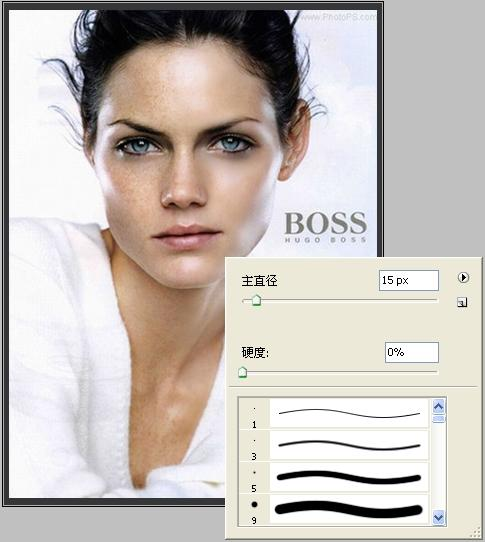 www.PhotoPS.com
BOSS
HUGO BOSS
主直径
15 px
硬度:
0%
1
3
5
9